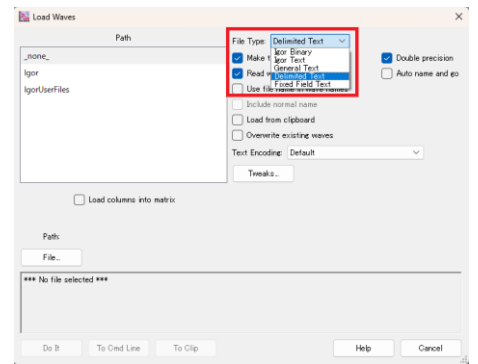 Load Waves
Path
_none_
Igor
IgorUserFiles
File Type: Delimited Text
Igor Binary
Igor Text
General Text
Delimited Text
Fixed Field Text
Make t
Double precision
Read w
Auto name and go
Use file name in wave names
Include normal name
Load from clipboard
Overwrite existing waves
Text Encoding: Default
Tweaks...
Load columns into matrix
Path:
File...
*** No file selected ***
Do It
To Cmd Line
To Clip
Help
Cancel